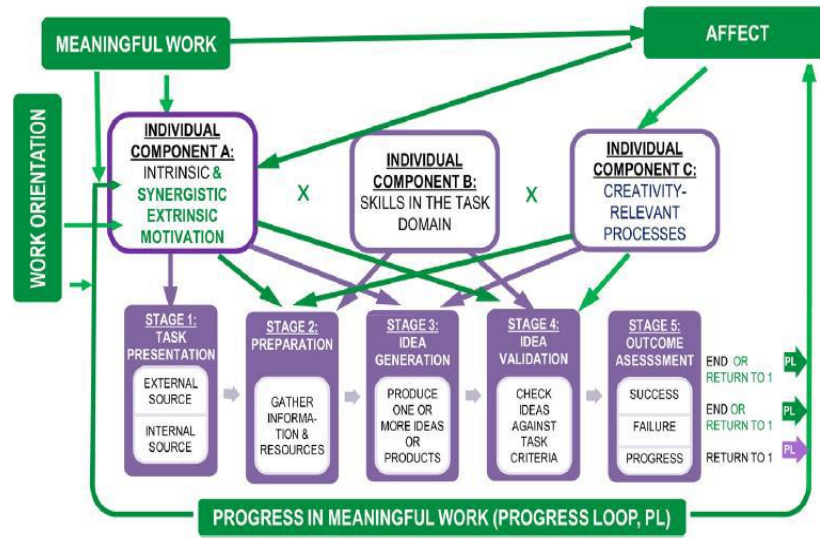 MEANINGFUL WORK
AFFECT
WORK ORIENTATION
INDIVIDUAL
COMPONENT A:
INTRINSIC &
SYNERGISTIC
EXTRINSIC
MOTIVATION
X
INDIVIDUAL
COMPONENT B:
SKILLS IN THE TASK
DOMAIN
X
INDIVIDUAL
COMPONENT C:
CREATIVITY-
RELEVANT
PROCESSES
STAGE 1:
TASK
PRESENTATION
EXTERNAL
SOURCE
INTERNAL
SOURCE
STAGE 2:
PREPARATION
GATHER
INFORMA-
TION &
RESOURCES
STAGE 3:
IDEA
GENERATION
PRODUCE
ONE OR
MORE IDEAS
OR
PRODUCTS
STAGE 4:
IDEA
VALIDATION
CHECK
IDEAS
AGAINST
TASK
CRITERIA
STAGE 5:
OUTCOME
ASESSSMENT
SUCCESS
FAILURE
PROGRESS
END OR
RETURN TO 1
PL
END OR
RETURN TO 1
PL
RETURN TO 1
PL
PROGRESS IN MEANINGFUL WORK (PROGRESS LOOP, PL)